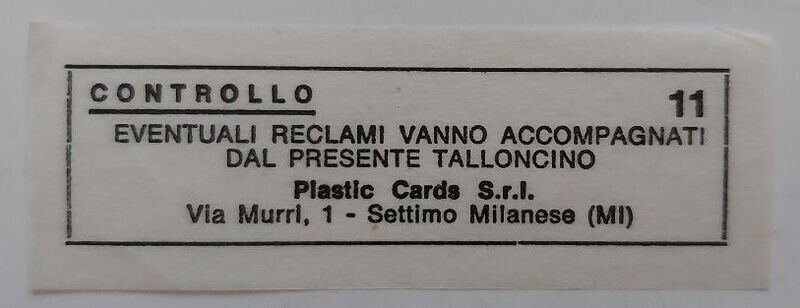 CONTROLLO 11
EVENTUALI RECLAMI VANNO ACCOMPAGNATI
DAL PRESENTE TALLONCINO
Plastic Cards S.r.l.
Via Murri, 1 - Settimo Milanese (MI)